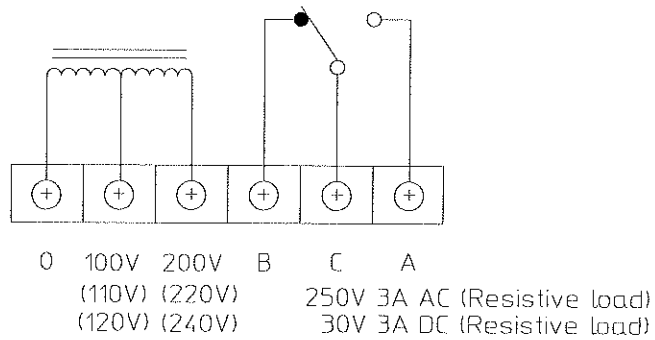 0 100V 200V B C A
(110V) (220V) 250V 3A AC (Resistive load)
(120V) (240V) 30V 3A DC (Resistive load)